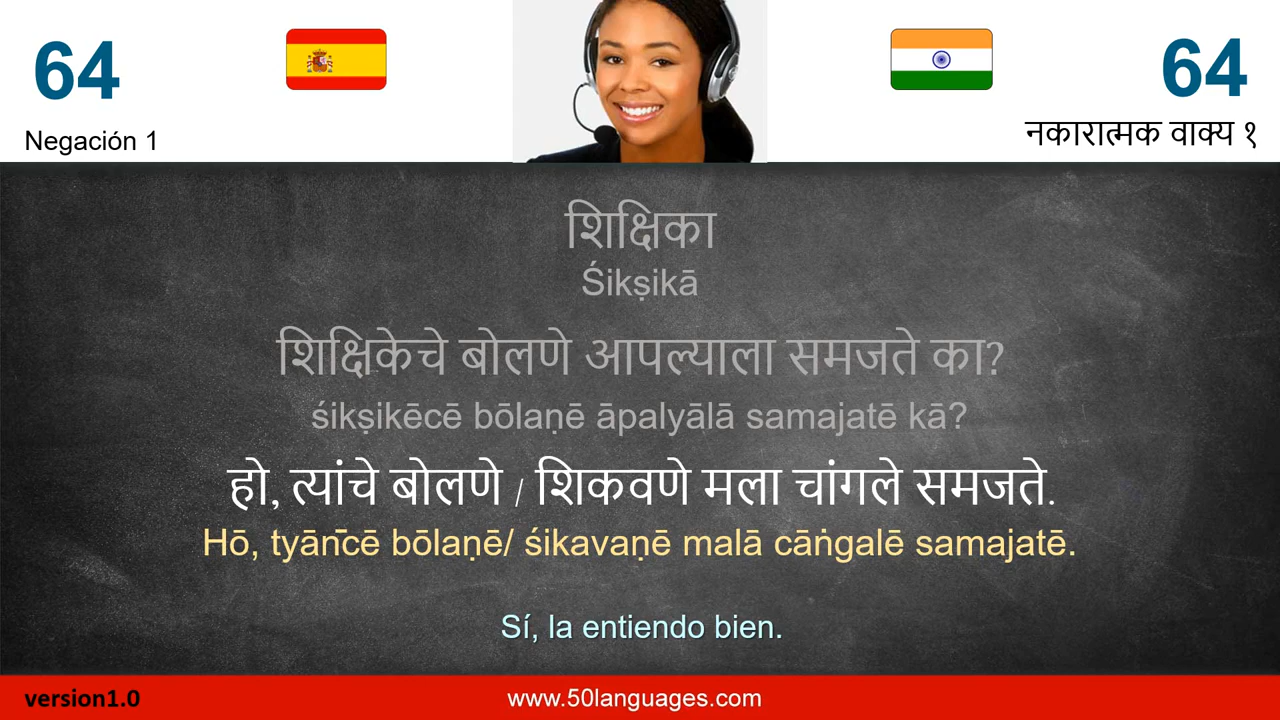 64
64
Negación 1
नकारात्मक वाक्य १
शिक्षिका
Śikṣikā
शिक्षिकेचे बोलणे आपल्याला समजते का?
śikṣikēcē bōlaṇē āpalyālā samajatē kā?
हो, त्यांचे बोलणे / शिकवणे मला चांगले समजते.
Hō, tyān̄cē bōlaṇē/ śikavaṇē malā cāṅgalē samajatē.
Sí, la entiendo bien.
version1.0
www.50languages.com